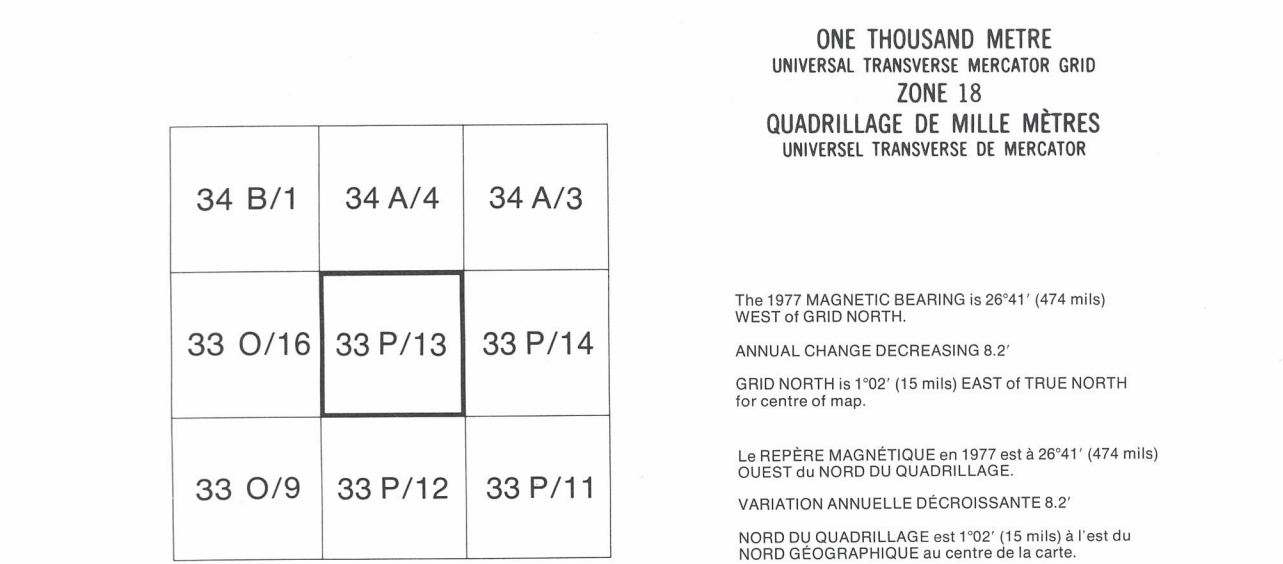 ONE THOUSAND METRE
UNIVERSAL TRANSVERSE MERCATOR GRID
ZONE 18
QUADRILLAGE DE MILLE MÈTRES
UNIVERSEL TRANSVERSE DE MERCATOR
34 B/1 34 A/4 34 A/3
33 O/16 33 P/13 33 P/14
33 O/9 33 P/12 33 P/11
The 1977 MAGNETIC BEARING is 26°41′ (474 mils)
WEST of GRID NORTH.
ANNUAL CHANGE DECREASING 8.2′
GRID NORTH is 1°02′ (15 mils) EAST of TRUE NORTH
for centre of map.
Le REPÈRE MAGNÉTIQUE en 1977 est à 26°41′ (474 mils)
OUEST du NORD DU QUADRILLAGE.
VARIATION ANNUELLE DÉCROISSANTE 8.2′
NORD DU QUADRILLAGE est 1°02′ (15 mils) à l'est du
NORD GÉOGRAPHIQUE au centre de la carte.